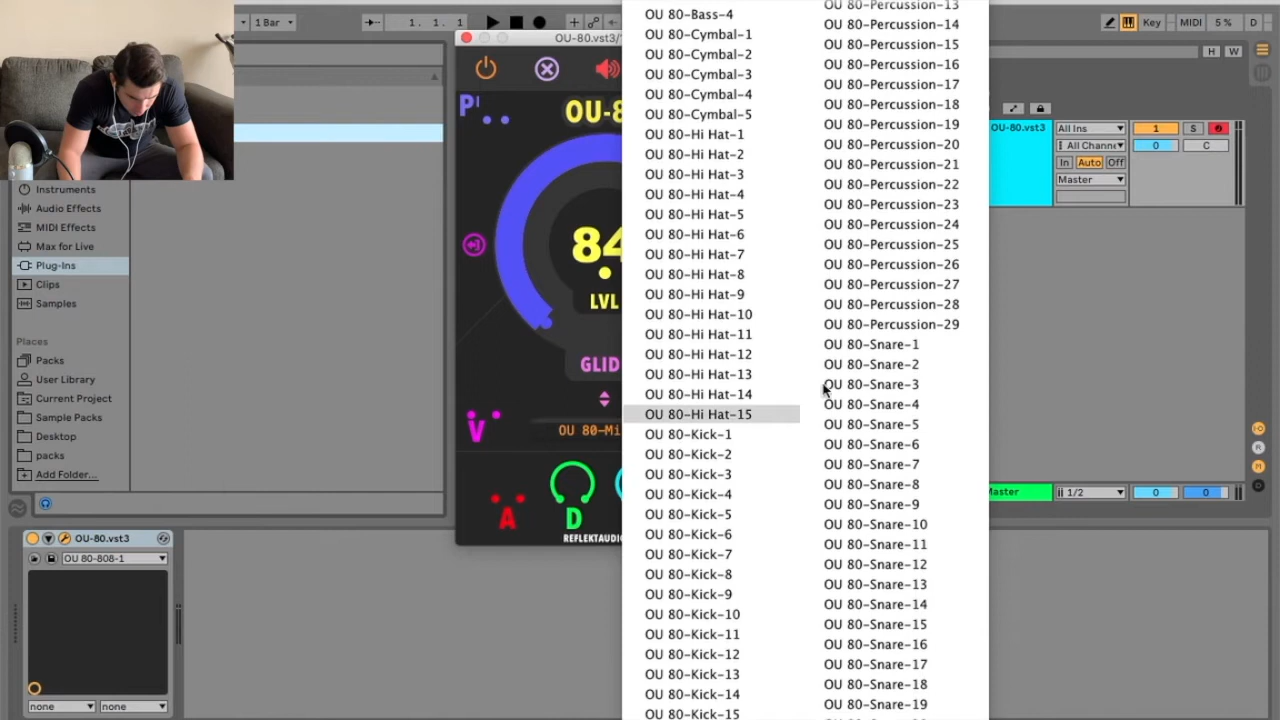 1 Bar
1. 1. 1
Key
MIDI
5 %
D
OU-80.vst3/
H
W
OU-8
84
LVL
GLID
OU 80-Mi
V
A
D
REFLEKTAUDI
Instruments
Audio Effects
MIDI Effects
Max for Live
Plug-Ins
Clips
Samples
Places
Packs
User Library
Current Project
Sample Packs
Desktop
packs
Add Folder...
OU 80-Bass-4
OU 80-Cymbal-1
OU 80-Cymbal-2
OU 80-Cymbal-3
OU 80-Cymbal-4
OU 80-Cymbal-5
OU 80-Hi Hat-1
OU 80-Hi Hat-2
OU 80-Hi Hat-3
OU 80-Hi Hat-4
OU 80-Hi Hat-5
OU 80-Hi Hat-6
OU 80-Hi Hat-7
OU 80-Hi Hat-8
OU 80-Hi Hat-9
OU 80-Hi Hat-10
OU 80-Hi Hat-11
OU 80-Hi Hat-12
OU 80-Hi Hat-13
OU 80-Hi Hat-14
OU 80-Hi Hat-15
OU 80-Kick-1
OU 80-Kick-2
OU 80-Kick-3
OU 80-Kick-4
OU 80-Kick-5
OU 80-Kick-6
OU 80-Kick-7
OU 80-Kick-8
OU 80-Kick-9
OU 80-Kick-10
OU 80-Kick-11
OU 80-Kick-12
OU 80-Kick-13
OU 80-Kick-14
OU 80-Kick-15
OU 80-Percussion-13
OU 80-Percussion-14
OU 80-Percussion-15
OU 80-Percussion-16
OU 80-Percussion-17
OU 80-Percussion-18
OU 80-Percussion-19
OU 80-Percussion-20
OU 80-Percussion-21
OU 80-Percussion-22
OU 80-Percussion-23
OU 80-Percussion-24
OU 80-Percussion-25
OU 80-Percussion-26
OU 80-Percussion-27
OU 80-Percussion-28
OU 80-Percussion-29
OU 80-Snare-1
OU 80-Snare-2
OU 80-Snare-3
OU 80-Snare-4
OU 80-Snare-5
OU 80-Snare-6
OU 80-Snare-7
OU 80-Snare-8
OU 80-Snare-9
OU 80-Snare-10
OU 80-Snare-11
OU 80-Snare-12
OU 80-Snare-13
OU 80-Snare-14
OU 80-Snare-15
OU 80-Snare-16
OU 80-Snare-17
OU 80-Snare-18
OU 80-Snare-19
OU-80.vst3
All Ins
1
S
All Channe
0
C
In Auto Off
Master
Master
1/2
0
0
R
M
D
OU-80.vst3
OU 80-808-1
none
none